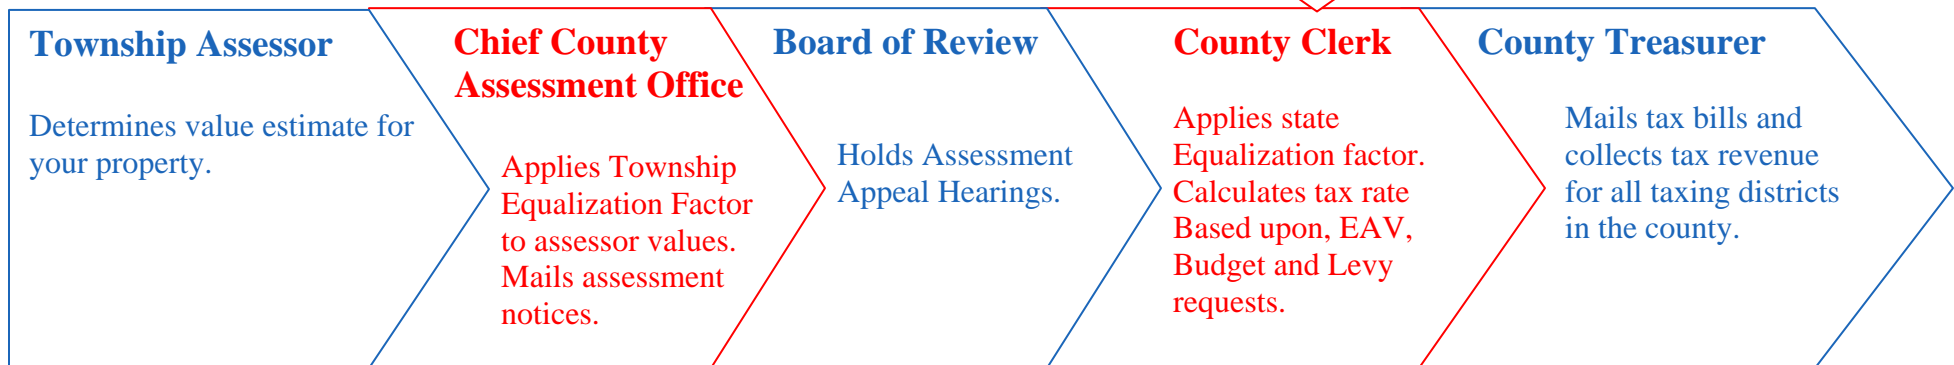 Township Assessor
Determines value estimate for
your property.
Chief County
Assessment Office
Applies Township
Equalization Factor
to assessor values.
Mails assessment
notices.
Board of Review
Holds Assessment
Appeal Hearings.
County Clerk
Applies state
Equalization factor.
Calculates tax rate
Based upon, EAV,
Budget and Levy
requests.
County Treasurer
Mails tax bills and
collects tax revenue
for all taxing districts
in the county.